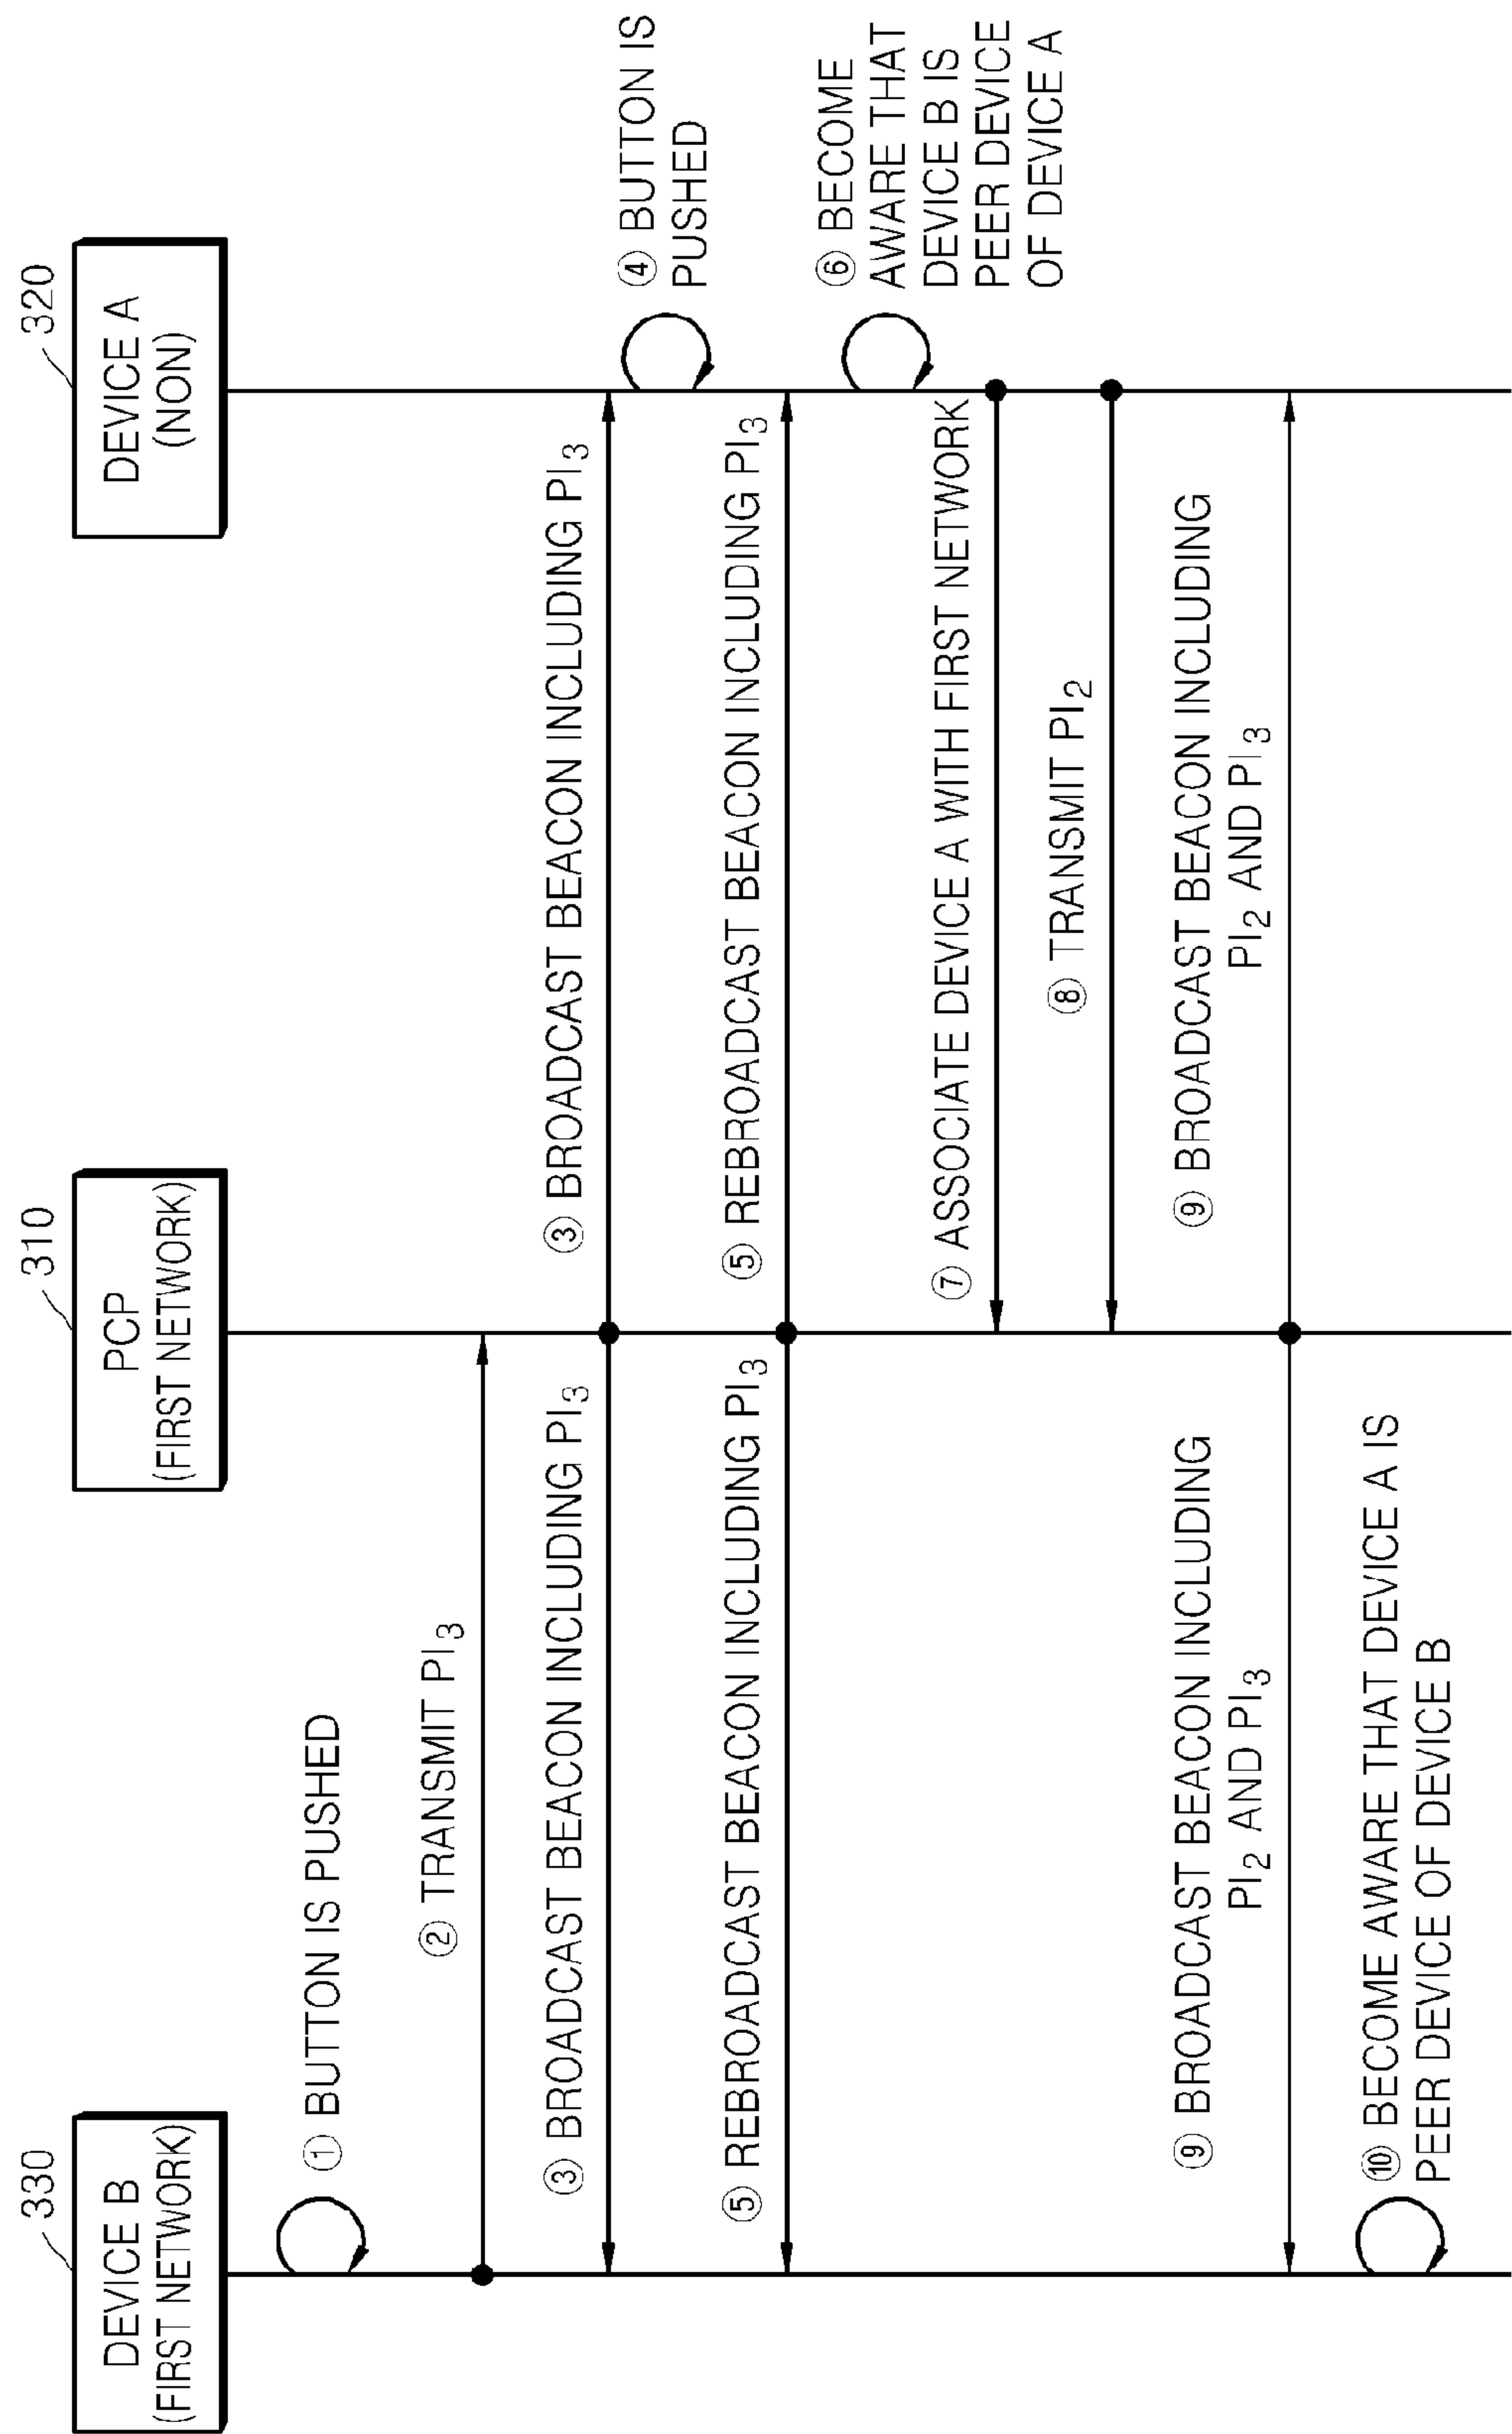 330
DEVICE B
(FIRST NETWORK)
310
PCP
(FIRST NETWORK)
320
DEVICE A
(NON)
① BUTTON IS PUSHED
② TRANSMIT PI3
③ BROADCAST BEACON INCLUDING PI3
③ BROADCAST BEACON INCLUDING PI3
④ BUTTON IS
PUSHED
⑤ REBROADCAST BEACON INCLUDING PI3
⑤ REBROADCAST BEACON INCLUDING PI3
⑥ BECOME
AWARE THAT
DEVICE B IS
PEER DEVICE
OF DEVICE A
⑦ ASSOCIATE DEVICE A WITH FIRST NETWORK
⑧ TRANSMIT PI2
⑨ BROADCAST BEACON INCLUDING
PI2 AND PI3
⑨ BROADCAST BEACON INCLUDING
PI2 AND PI3
⑩ BECOME AWARE THAT DEVICE A IS
PEER DEVICE OF DEVICE B